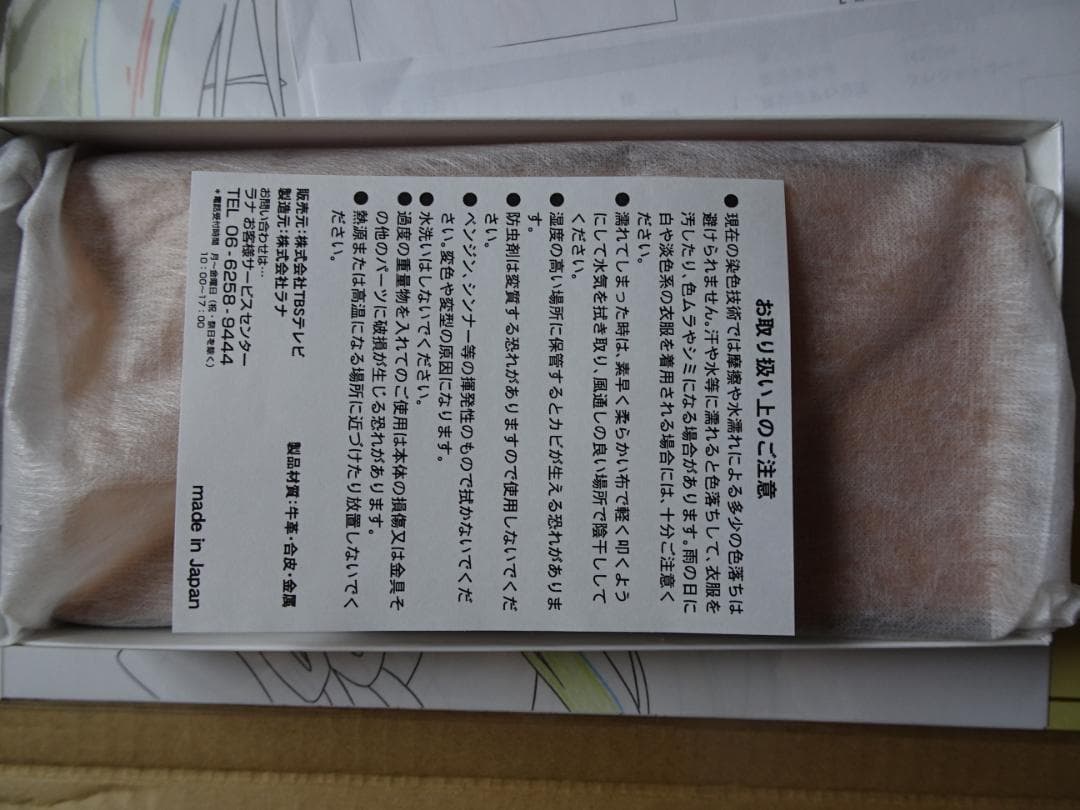 お取り扱い上のご注意
●現在の染色技術では摩擦や水濡れによる多少の色落ちは
避けられません。汗や水等に濡れると色落ちして、衣服を
汚したり、色ムラやシミになる場合があります。雨の日に
白や淡色系の衣服を着用される場合には、十分ご注意く
ださい。
●濡れてしまった時は、素早く柔らかい布で軽く叩くよう
にして水気を拭き取り、風通しの良い場所で陰干しして
ください。
●湿度の高い場所に保管するとカビが生える恐れがありま
す。
●防虫剤は変質する恐れがありますので使用しないでくだ
さい。
●ベンジン、シンナー等の揮発性のもので拭かないでくだ
さい。変色や変型の原因になります。
●水洗いはしないでください。
●過度の重量物を入れてのご使用は本体の損傷又は金具そ
の他のパーツに破損が生じる恐れがあります。
●熱源または高温になる場所に近づけたり放置しないでく
ださい。
製品材質：牛革・合皮・金属
販売元：株式会社TBSテレビ
製造元：株式会社ラナ
お問い合わせは…
ラナお客様サービスセンター
TEL 06-6258-9444
＊電話受付時間 月～金曜日（祝・祭日を除く）
10：00～17：00
made in Japan